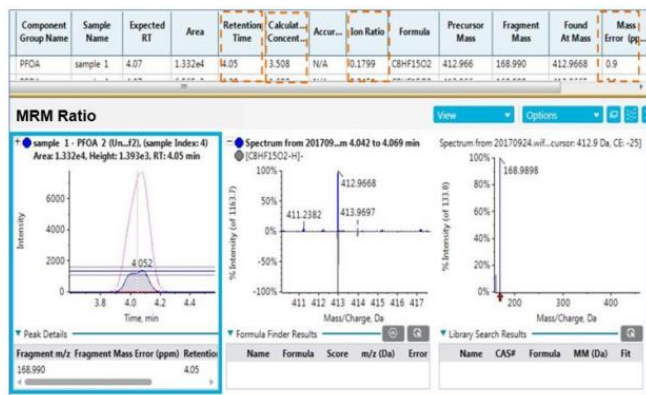 Component Group Name Sample Name Expected RT Area Retention Time Calculat... Concent... Accur... Ion Ratio Formula Precursor Mass Fragment Mass Found At Mass Mass Error (pp...
PFOA sample 1 4.07 1.332e4 4.05 3.508 N/A 0.1799 C8HF15O2 412.966 168.990 412.9668 0.9
MRM Ratio
View Options
sample 1 - PFOA 2 (Un...f2), (sample Index: 4)
Area: 1.332e4, Height: 1.393e3, RT: 4.05 min
Intensity
6000
4000
2000
0
4.052
3.8 4.0 4.2 4.4
Time, min
Spectrum from 201709...m 4.042 to 4.069 min
[C8HF15O2-H]-
% Intensity (of 1163.7)
100%
50%
0%
-50%
-100%
412.9668
411.2382
413.9697
411 412 413 414 415 416 417
Mass/Charge, Da
Spectrum from 20170924.wif...cursor: 412.9 Da, CE: -25]
% Intensity (of 133.0)
100%
80%
60%
40%
20%
0%
168.9898
200 300 400
Mass/Charge, Da
Peak Details
Fragment m/z Fragment Mass Error (ppm) Retentio
168.990 4.05
Formula Finder Results
Name Formula Score m/z (Da) Error
Library Search Results
Name CAS# Formula MM (Da) Fit